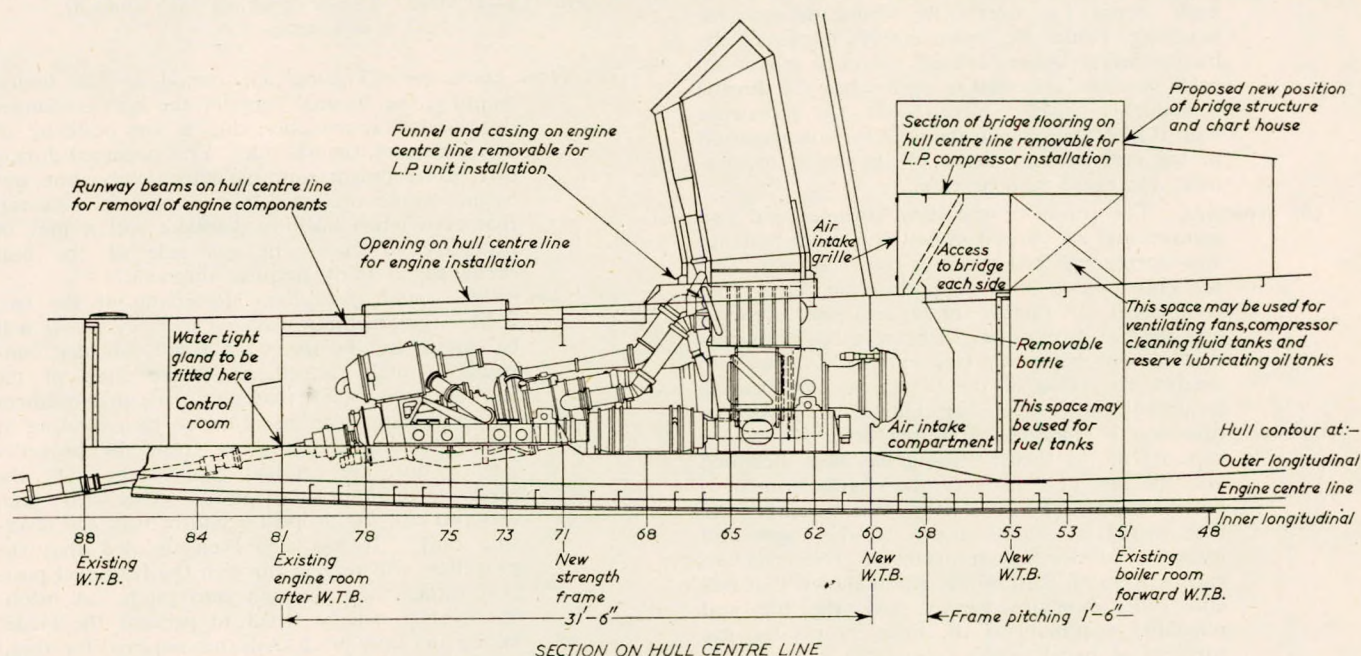 Proposed new position
of bridge structure
and chart house
Section of bridge flooring on
hull centre line removable for
L.P. compressor installation
Funnel and casing on engine
centre line removable for
L.P. unit installation
Runway beams on hull centre line
for removal of engine components
Opening on hull centre line
for engine installation
Air
intake
grille
Access
to bridge
each side
Water tight
gland to be
fitted here
Control
room
This space may be used for
ventilating fans, compressor
cleaning fluid tanks and
reserve lubricating oil tanks
Removable
baffle
This space may
be used for
fuel tanks
Air intake
compartment
Hull contour at:-
Outer longitudinal
Engine centre line
Inner longitudinal
88 84 81 78 75 73 71 68 65 62 60 58 55 53 51 48
Existing
W.T.B.
Existing
engine room
after W.T.B.
New
strength
frame
New
W.T.B.
New
W.T.B.
Existing
boiler room
forward W.T.B.
31'-6"
Frame pitching 1'-6"
SECTION ON HULL CENTRE LINE